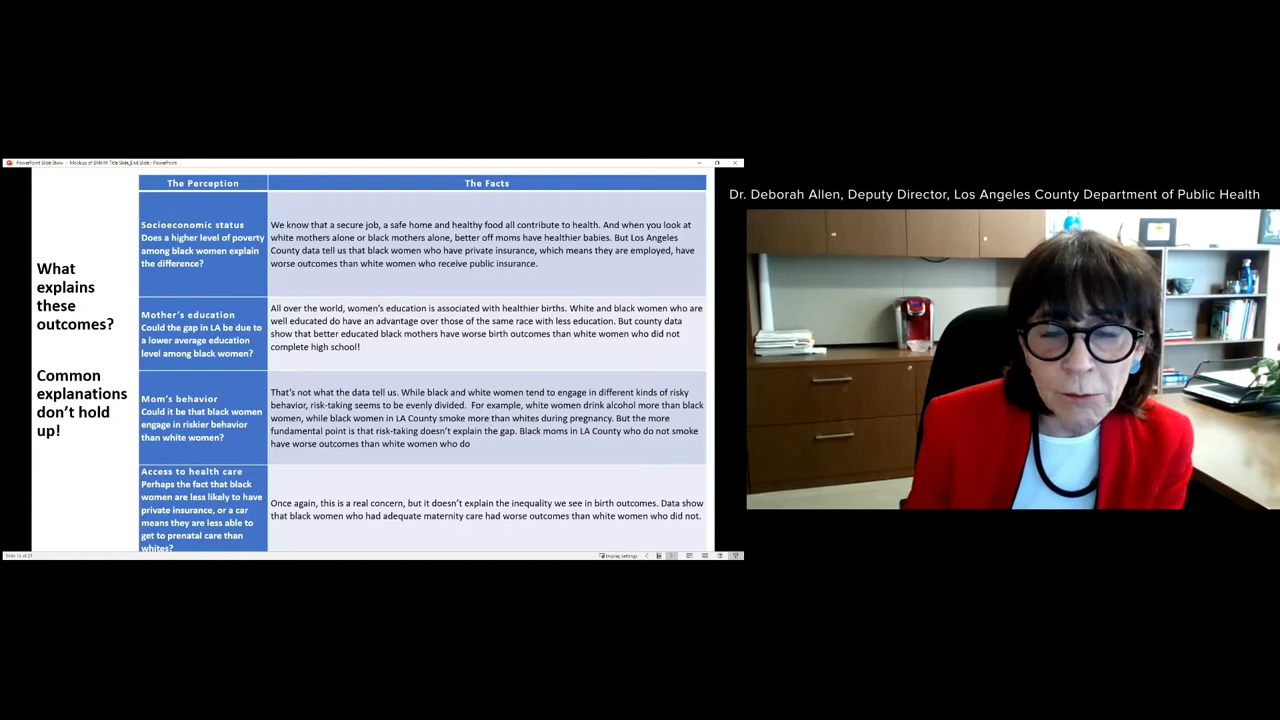 PowerPoint Slide Show - Mockup of BMHW Title Slide_End Slide - PowerPoint
What
explains
these
outcomes?
Common
explanations
don't hold
up!
The Perception
The Facts
Socioeconomic status
Does a higher level of poverty
among black women explain
the difference?
We know that a secure job, a safe home and healthy food all contribute to health. And when you look at
white mothers alone or black mothers alone, better off moms have healthier babies. But Los Angeles
County data tell us that black women who have private insurance, which means they are employed, have
worse outcomes than white women who receive public insurance.
Mother's education
Could the gap in LA be due to
a lower average education
level among black women?
All over the world, women's education is associated with healthier births. White and black women who are
well educated do have an advantage over those of the same race with less education. But county data
show that better educated black mothers have worse birth outcomes than white women who did not
complete high school!
Mom's behavior
Could it be that black women
engage in riskier behavior
than white women?
That's not what the data tell us. While black and white women tend to engage in different kinds of risky
behavior, risk-taking seems to be evenly divided. For example, white women drink alcohol more than black
women, while black women in LA County smoke more than whites during pregnancy. But the more
fundamental point is that risk-taking doesn't explain the gap. Black moms in LA County who do not smoke
have worse outcomes than white women who do
Access to health care
Perhaps the fact that black
women are less likely to have
private insurance, or a car
means they are less able to
get to prenatal care than
whites?
Once again, this is a real concern, but it doesn't explain the inequality we see in birth outcomes. Data show
that black women who had adequate maternity care had worse outcomes than white women who did not.
Display Settings
Dr. Deborah Allen, Deputy Director, Los Angeles County Department of Public Health